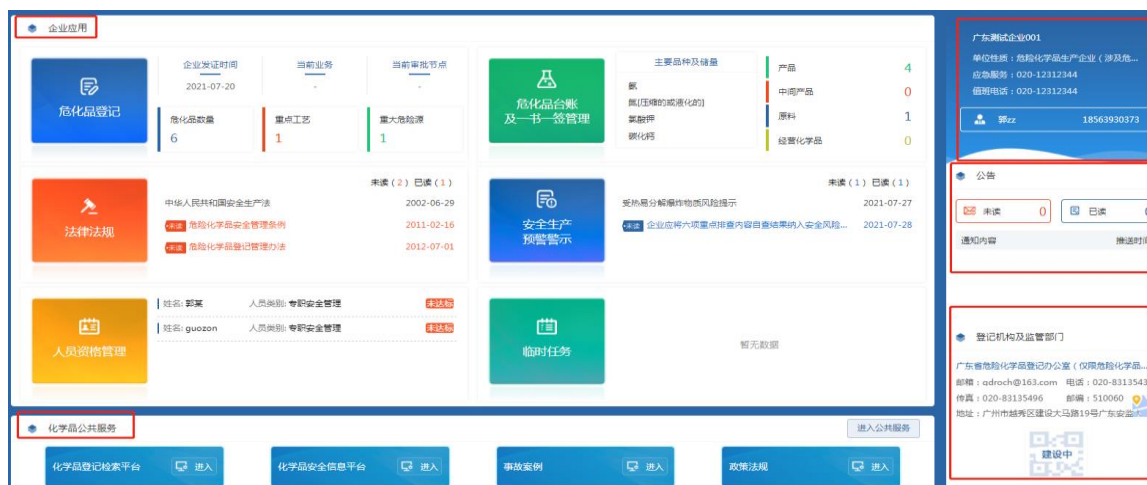 企业应用
危化品登记
企业发证时间
2021-07-20
当前业务
-
当前审批节点
-
危化品数量
6
重点工艺
1
重大危险源
1
危化品台账
及一书一签管理
主要品种及储量
氨
氮[压缩的或液化的]
氯酸钾
碳化钙
产品 4
中间产品 0
原料 1
经营化学品 0
法律法规
未读(2) 已读(1)
中华人民共和国安全生产法 2002-06-29
•未读 危险化学品安全管理条例 2011-02-16
•未读 危险化学品登记管理办法 2012-07-01
安全生产
预警警示
未读(1) 已读(1)
受热易分解爆炸物质风险提示 2021-07-27
•未读 企业应将六项重点排查内容自查结果纳入安全风险... 2021-07-28
人员资格管理
姓名: 郭某 人员类别: 专职安全管理 未达标
姓名: guozon 人员类别: 专职安全管理 未达标
临时任务
暂无数据
化学品公共服务
进入公共服务
化学品登记检索平台 进入
化学品安全信息平台 进入
事故案例 进入
政策法规 进入
广东测试企业001
单位性质：危险化学品生产企业（涉及危...
应急服务：020-12312344
值班电话：020-12312344
郭zz 18563930373
公告
未读 0
已读
通知内容 推送时间
登记机构及监管部门
广东省危险化学品登记办公室（仅限危险化学品...
邮箱：gdroch@163.com 电话：020-8313543
传真：020-83135496 邮编：510060
地址：广州市越秀区建设大马路19号广东安监
建设中